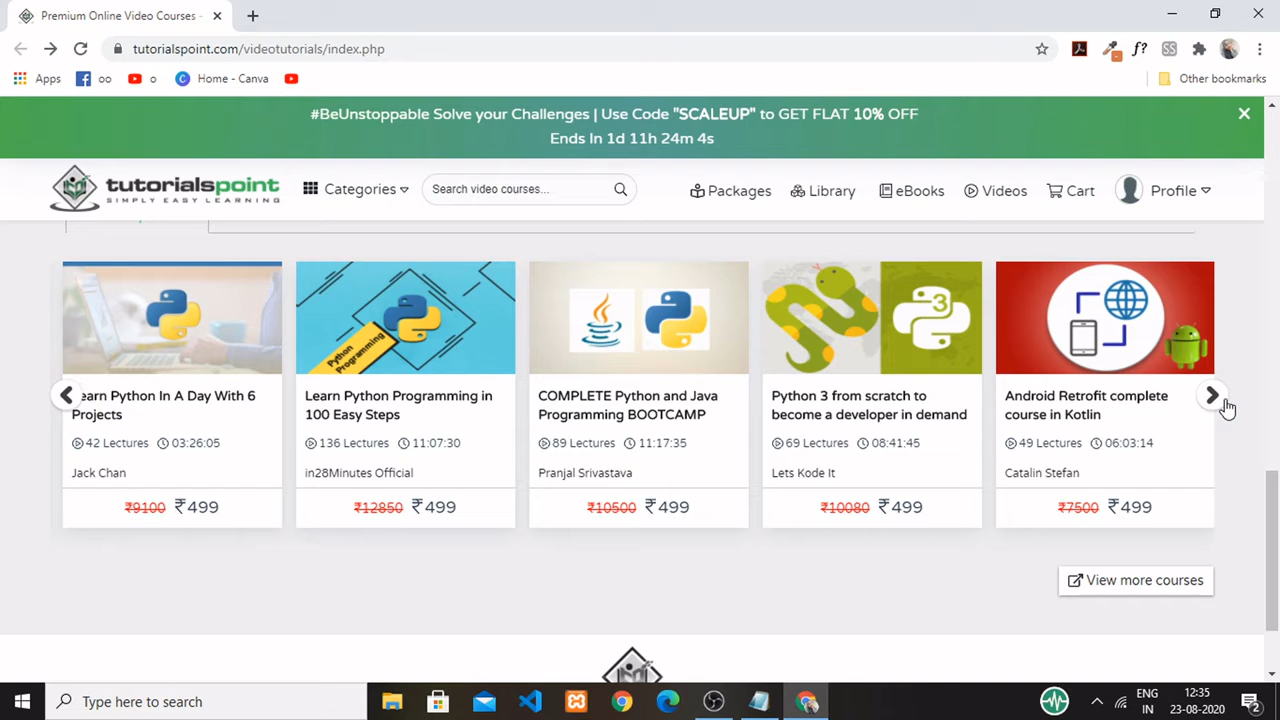 Premium Online Video Courses -
tutorialspoint.com/videotutorials/index.php
Apps
oo
o
Home - Canva
Other bookmarks
#BeUnstoppable Solve your Challenges | Use Code "SCALEUP" to GET FLAT 10% OFF
Ends In 1d 11h 24m 4s
tutorialspoint
SIMPLY EASY LEARNING
Categories
Search video courses...
Packages
Library
eBooks
Videos
Cart
Profile
Learn Python In A Day With 6
Projects
42 Lectures 03:26:05
Jack Chan
₹9100 ₹499
Python
Programming
Learn Python Programming in
100 Easy Steps
136 Lectures 11:07:30
in28Minutes Official
₹12850 ₹499
COMPLETE Python and Java
Programming BOOTCAMP
89 Lectures 11:17:35
Pranjal Srivastava
₹10500 ₹499
3
Python 3 from scratch to
become a developer in demand
69 Lectures 08:41:45
Lets Kode It
₹10080 ₹499
Android Retrofit complete
course in Kotlin
49 Lectures 06:03:14
Catalin Stefan
₹7500 ₹499
View more courses
Type here to search
ENG
IN
12:35
23-08-2020
2